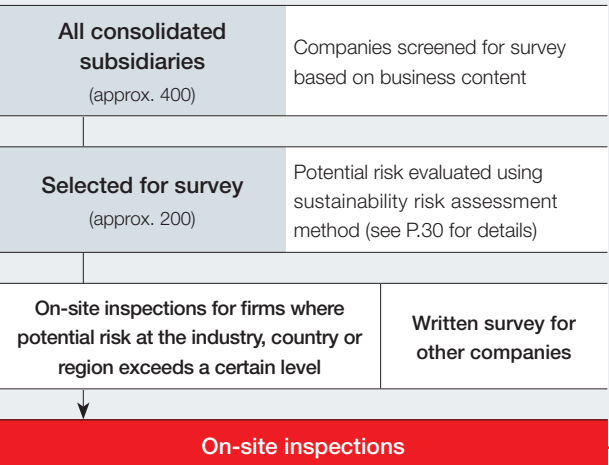 All consolidated
subsidiaries
(approx. 400)
Companies screened for survey
based on business content
Selected for survey
(approx. 200)
Potential risk evaluated using
sustainability risk assessment
method (see P.30 for details)
On-site inspections for firms where
potential risk at the industry, country or
region exceeds a certain level
Written survey for
other companies
On-site inspections